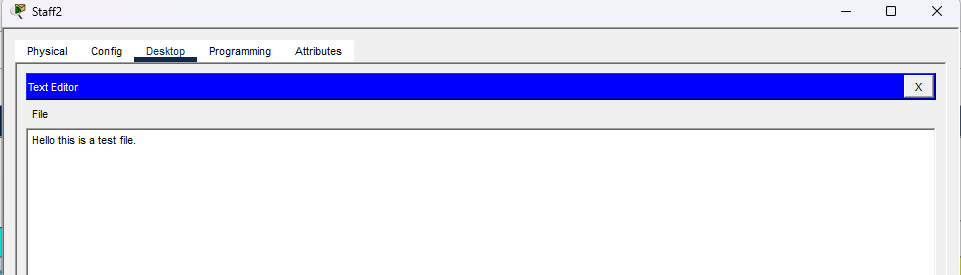 Staff2
Physical Config Desktop Programming Attributes
Text Editor X
File
Hello this is a test file.